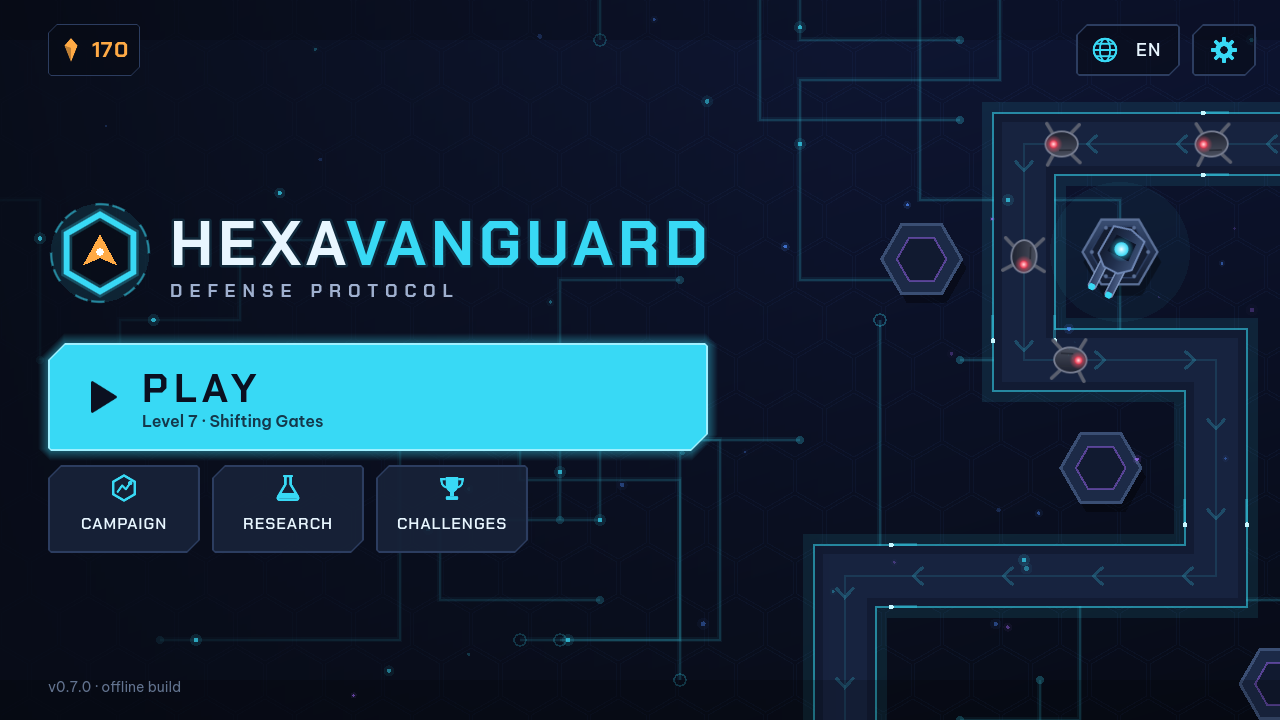 170
EN
HEXAVANGUARD
DEFENSE PROTOCOL
PLAY
Level 7 · Shifting Gates
CAMPAIGN
RESEARCH
CHALLENGES
v0.7.0 · offline build